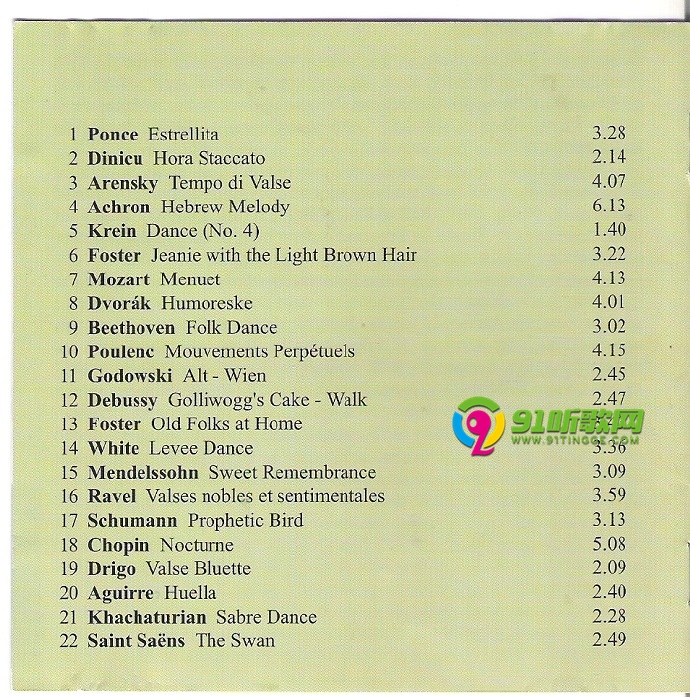 1 Ponce Estrellita 3.28
2 Dinicu Hora Staccato 2.14
3 Arensky Tempo di Valse 4.07
4 Achron Hebrew Melody 6.13
5 Krein Dance (No. 4) 1.40
6 Foster Jeanie with the Light Brown Hair 3.22
7 Mozart Menuet 4.13
8 Dvorák Humoreske 4.01
9 Beethoven Folk Dance 3.02
10 Poulenc Mouvements Perpétuels 4.15
11 Godowski Alt - Wien 2.45
12 Debussy Golliwogg's Cake - Walk 2.47
13 Foster Old Folks at Home
14 White Levee Dance 3.36
15 Mendelssohn Sweet Remembrance 3.09
16 Ravel Valses nobles et sentimentales 3.59
17 Schumann Prophetic Bird 3.13
18 Chopin Nocturne 5.08
19 Drigo Valse Bluette 2.09
20 Aguirre Huella 2.40
21 Khachaturian Sabre Dance 2.28
22 Saint Saëns The Swan 2.49
91听歌网
WWW.91TINGGE.COM